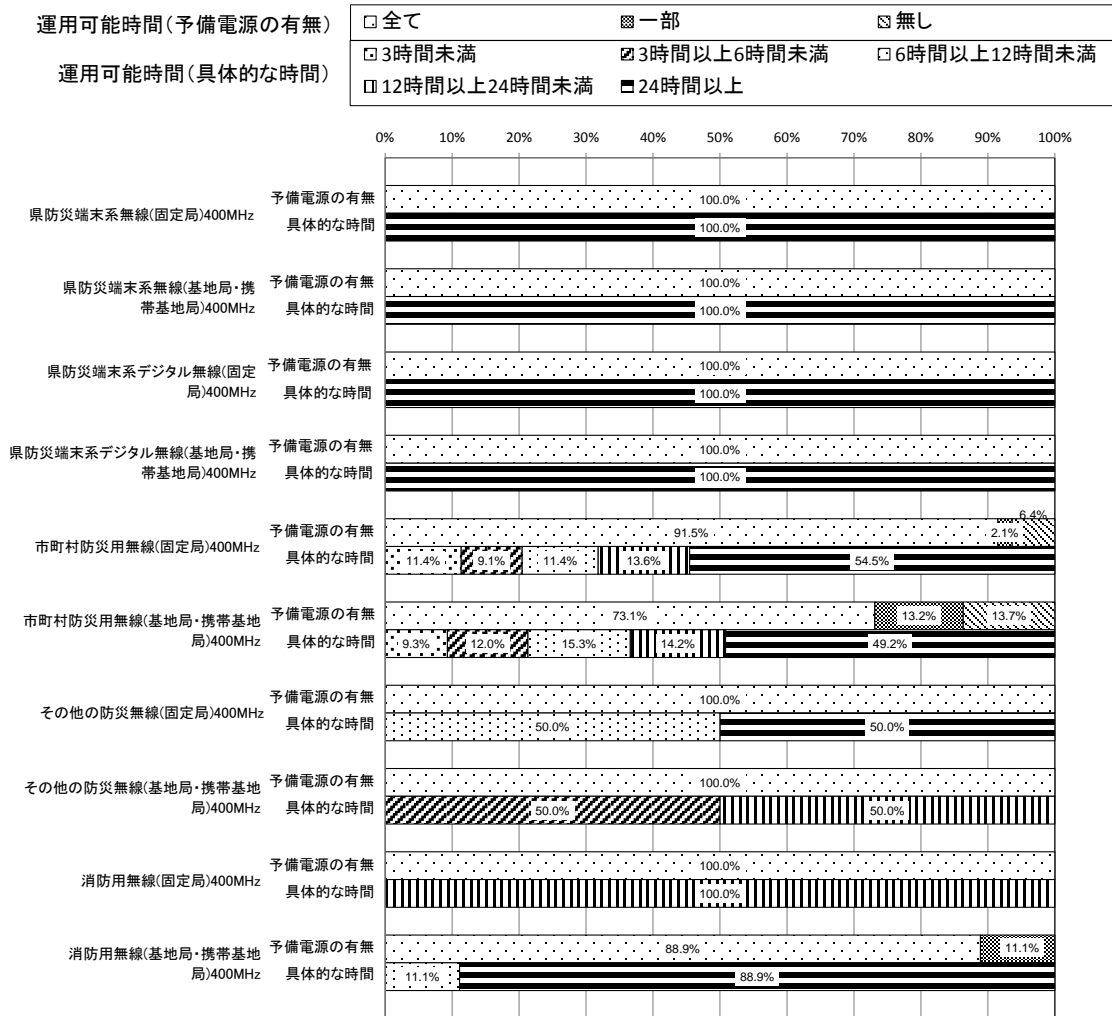 運用可能時間(予備電源の有無)
全て 一部 無し
運用可能時間(具体的な時間)
3時間未満 3時間以上6時間未満 6時間以上12時間未満
12時間以上24時間未満 24時間以上
0% 10% 20% 30% 40% 50% 60% 70% 80% 90% 100%
県防災端末系無線(固定局)400MHz
予備電源の有無
100.0%
具体的な時間
100.0%
県防災端末系無線(基地局・携
帯基地局)400MHz
予備電源の有無
100.0%
具体的な時間
100.0%
県防災端末系デジタル無線(固定
局)400MHz
予備電源の有無
100.0%
具体的な時間
100.0%
県防災端末系デジタル無線(基地局・携
帯基地局)400MHz
予備電源の有無
100.0%
具体的な時間
100.0%
市町村防災用無線(固定局)400MHz
予備電源の有無
91.5% 2.1% 6.4%
具体的な時間
11.4% 9.1% 11.4% 13.6% 54.5%
市町村防災用無線(基地局・携帯基地
局)400MHz
予備電源の有無
73.1% 13.2% 13.7%
具体的な時間
9.3% 12.0% 15.3% 14.2% 49.2%
その他の防災無線(固定局)400MHz
予備電源の有無
100.0%
具体的な時間
50.0% 50.0%
その他の防災無線(基地局・携帯基地
局)400MHz
予備電源の有無
100.0%
具体的な時間
50.0% 50.0%
消防用無線(固定局)400MHz
予備電源の有無
100.0%
具体的な時間
100.0%
消防用無線(基地局・携帯基地
局)400MHz
予備電源の有無
88.9% 11.1%
具体的な時間
11.1% 88.9%